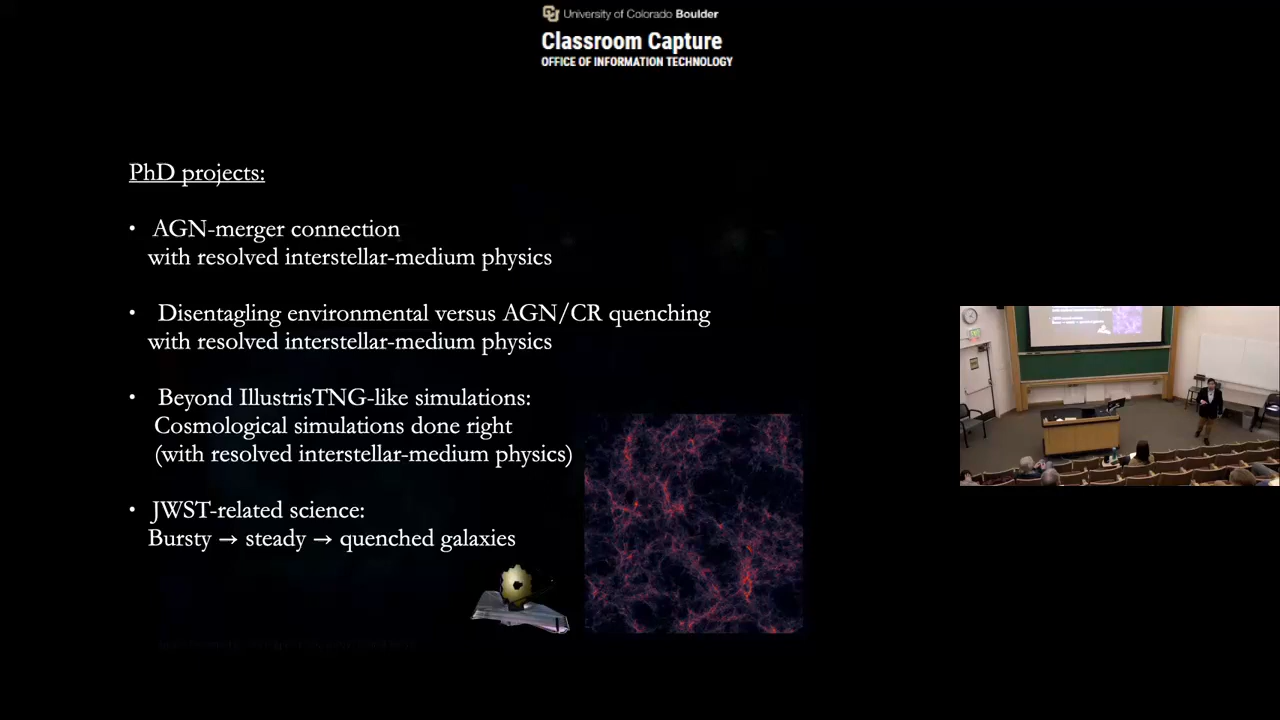 University of Colorado Boulder
Classroom Capture
OFFICE OF INFORMATION TECHNOLOGY
PhD projects:
• AGN-merger connection
with resolved interstellar-medium physics
• Disentagling environmental versus AGN/CR quenching
with resolved interstellar-medium physics
• Beyond IllustrisTNG-like simulations:
Cosmological simulations done right
(with resolved interstellar-medium physics)
• JWST-related science:
Bursty → steady → quenched galaxies